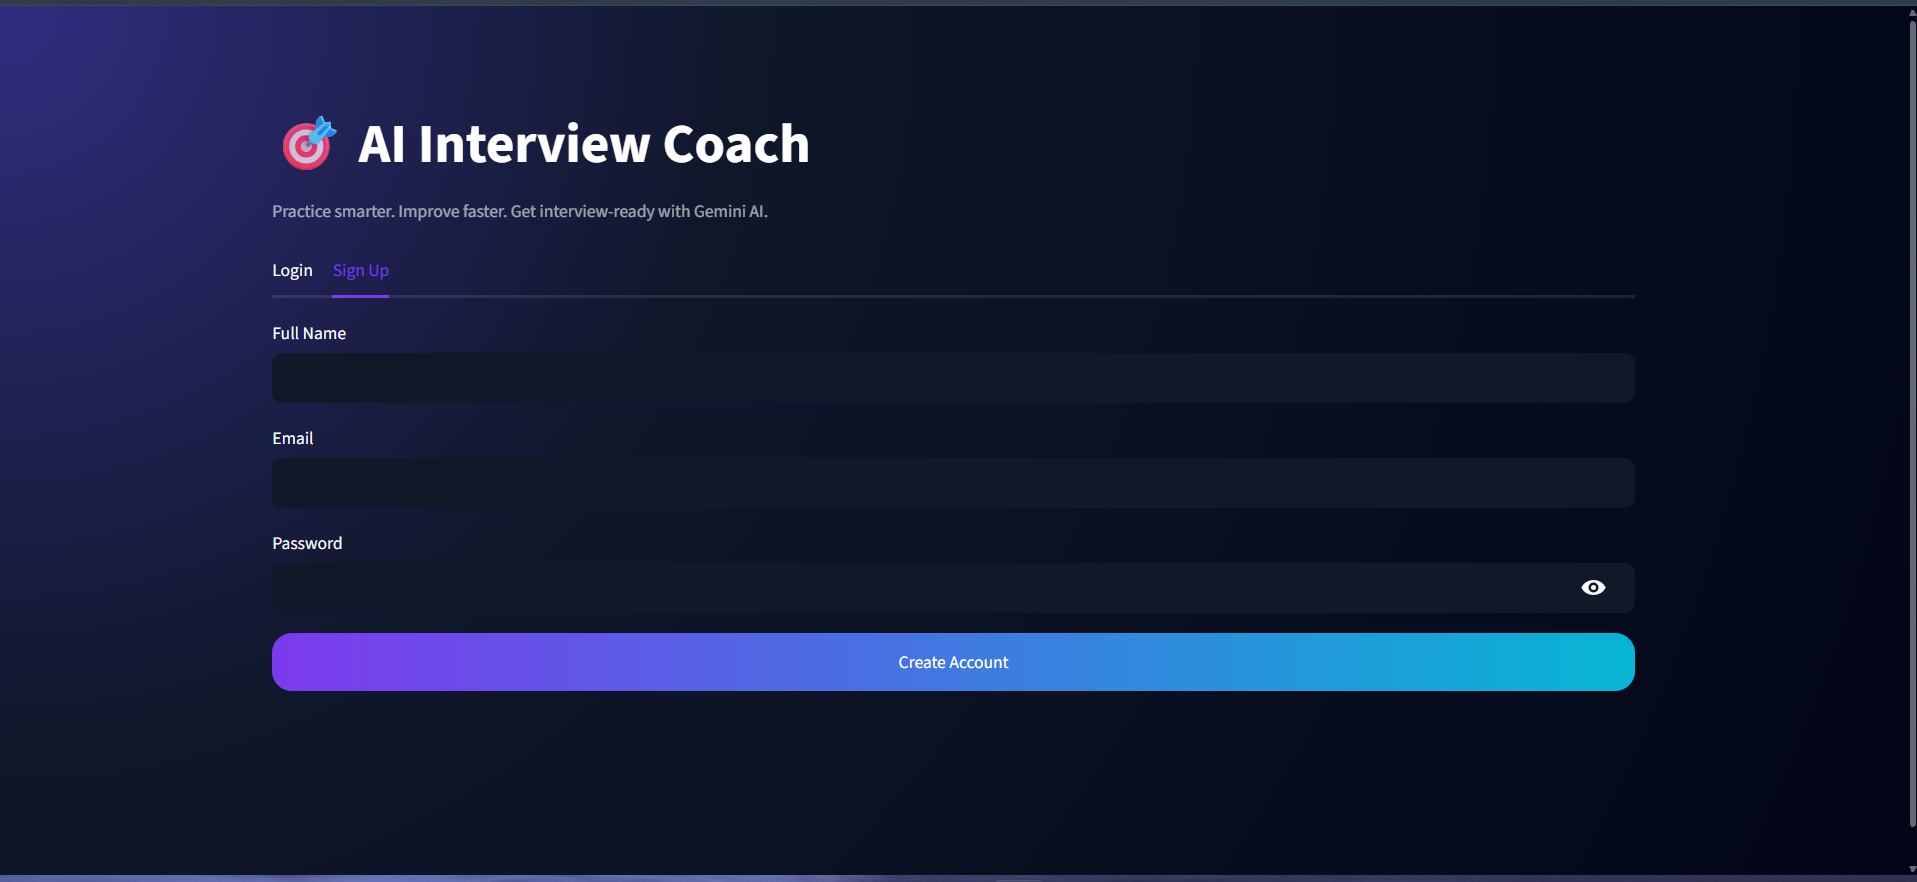 AI Interview Coach
Practice smarter. Improve faster. Get interview-ready with Gemini AI.
Login Sign Up
Full Name
Email
Password
Create Account